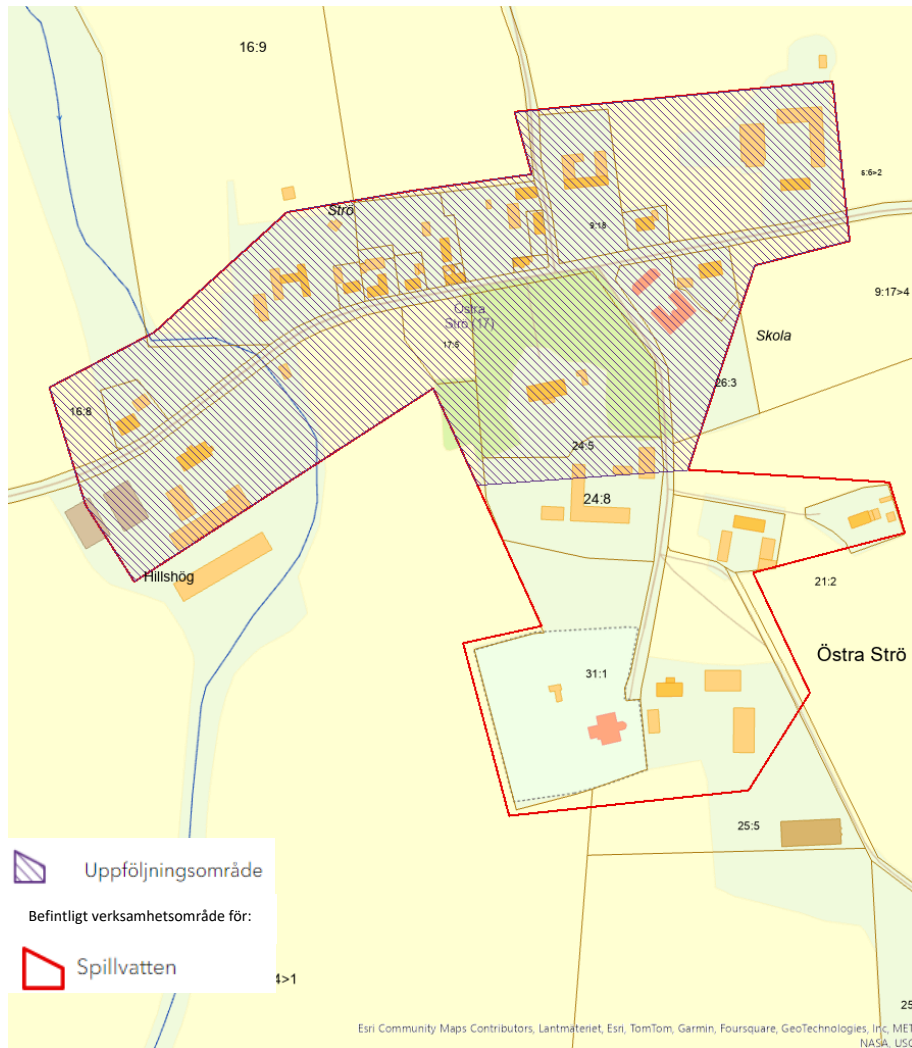 16:9
6:6>2
Strö
9:18
9:17>4
Östra
Strö (17)
17:5
Skola
26:3
16:8
24:5
24:8
Hillshög
21:2
Östra Strö
31:1
25:5
Uppföljningsområde
Befintligt verksamhetsområde för:
Spillvatten
4>1
25
Esri Community Maps Contributors, Lantmäteriet, Esri, TomTom, Garmin, Foursquare, GeoTechnologies, Inc, MET
NASA, USG